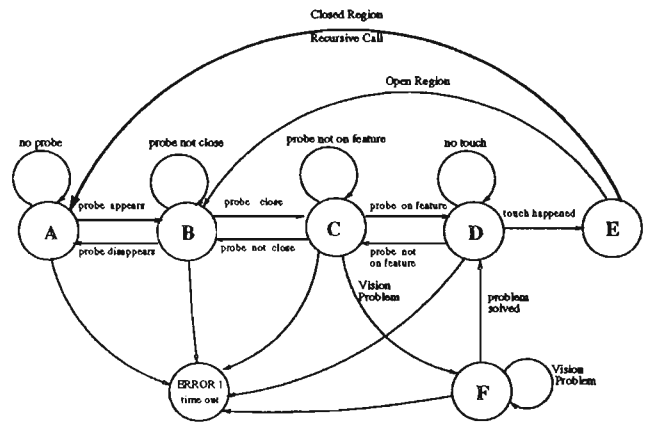 Closed Region
Recursive Call
Open Region
no probe
probe not close
probe not on feature
no touch
probe appears
probe close
probe on feature
touch happened
A
B
C
D
E
probe disappears
probe not close
probe not
on feature
Vision
Problem
problem
solved
ERROR 1
time out
F
Vision
Problem